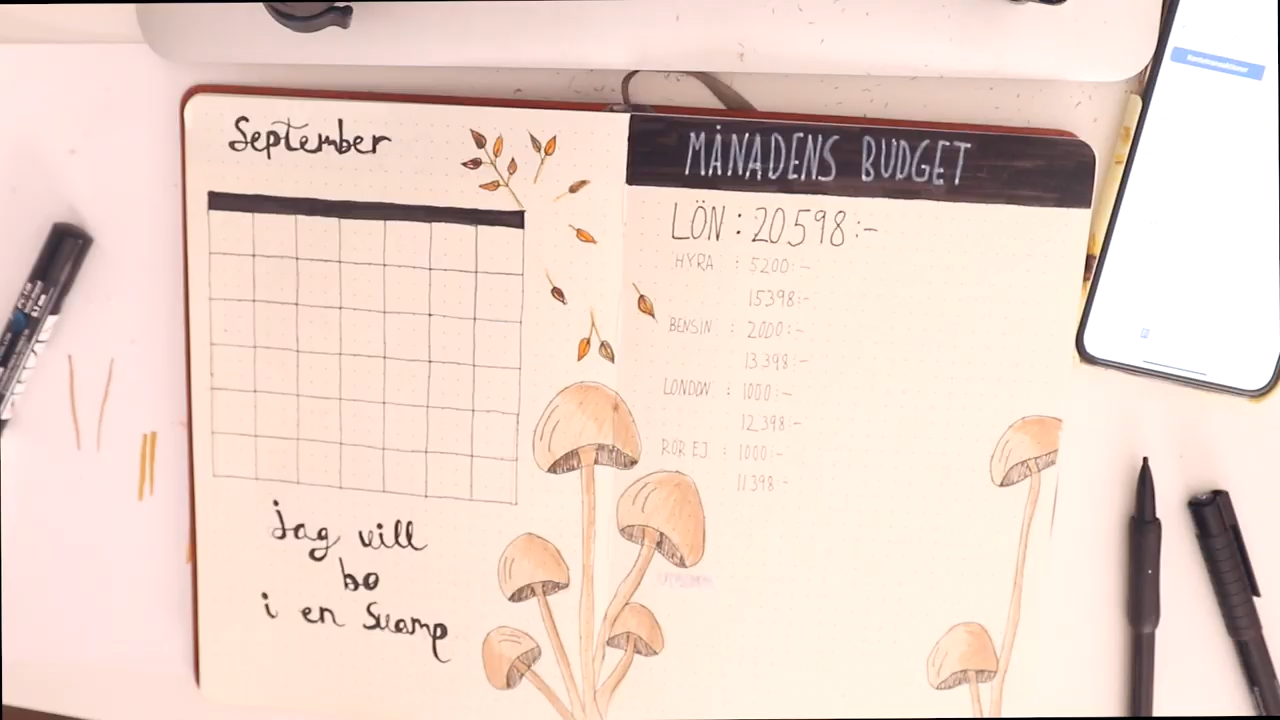 September
jag vill
bo
i en Svamp
MÅNADENS BUDGET
LÖN : 20598:-
HYRA : 5200:-
15398:-
BENSIN : 2000:-
13398:-
LONDON : 1000:-
12398:-
RÖR EJ : 1000:-
11398:-